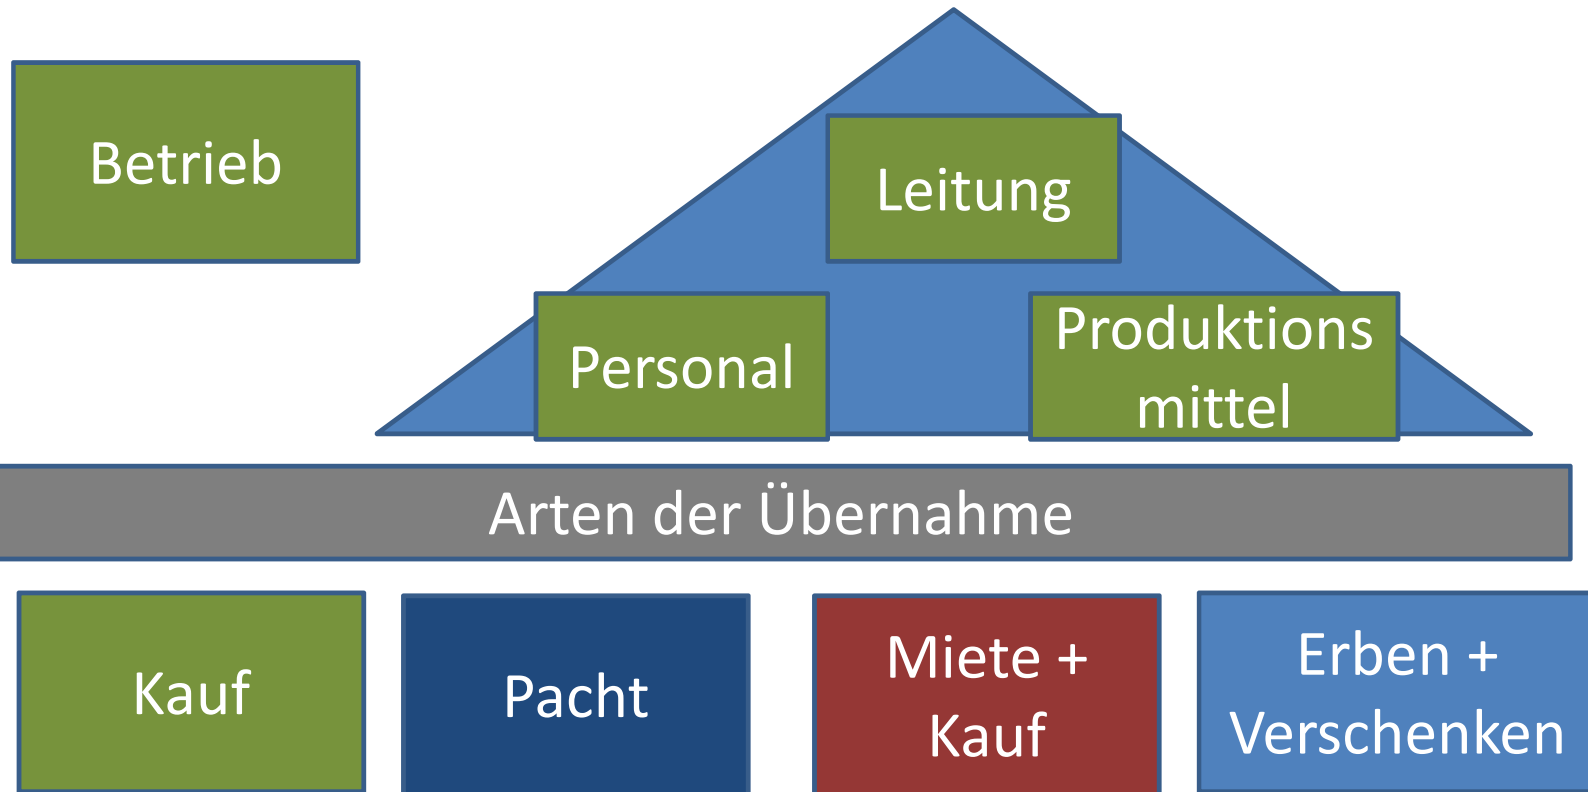 Betrieb
Leitung
Personal
Produktions
mittel
Arten der Übernahme
Kauf
Pacht
Miete +
Kauf
Erben +
Verschenken